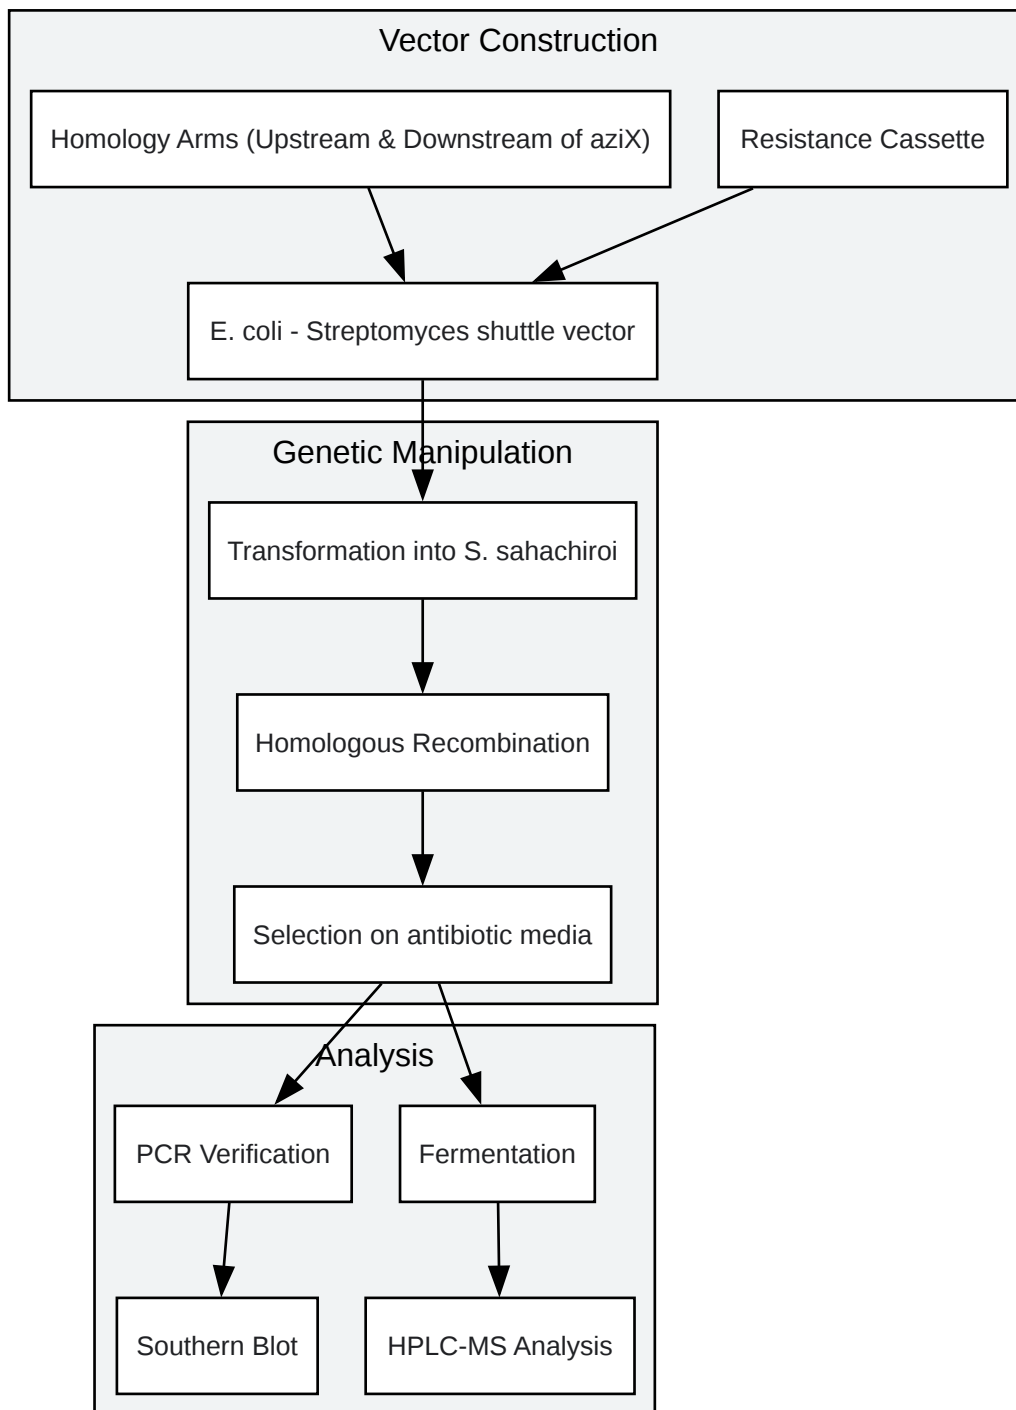 Vector Construction
Homology Arms (Upstream & Downstream of aziX)
Resistance Cassette
E. coli - Streptomyces shuttle vector
Genetic Manipulation
Transformation into S. sahachiroi
Homologous Recombination
Selection on antibiotic media
Analysis
PCR Verification
Fermentation
Southern Blot
HPLC-MS Analysis